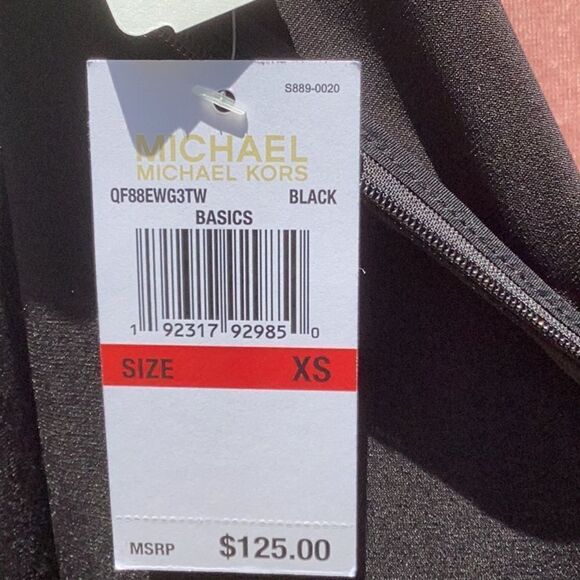 S889-0020
MICHAEL
MICHAEL KORS
QF88EWG3TW BLACK
BASICS
1 92317 92985 0
SIZE XS
MSRP $125.00